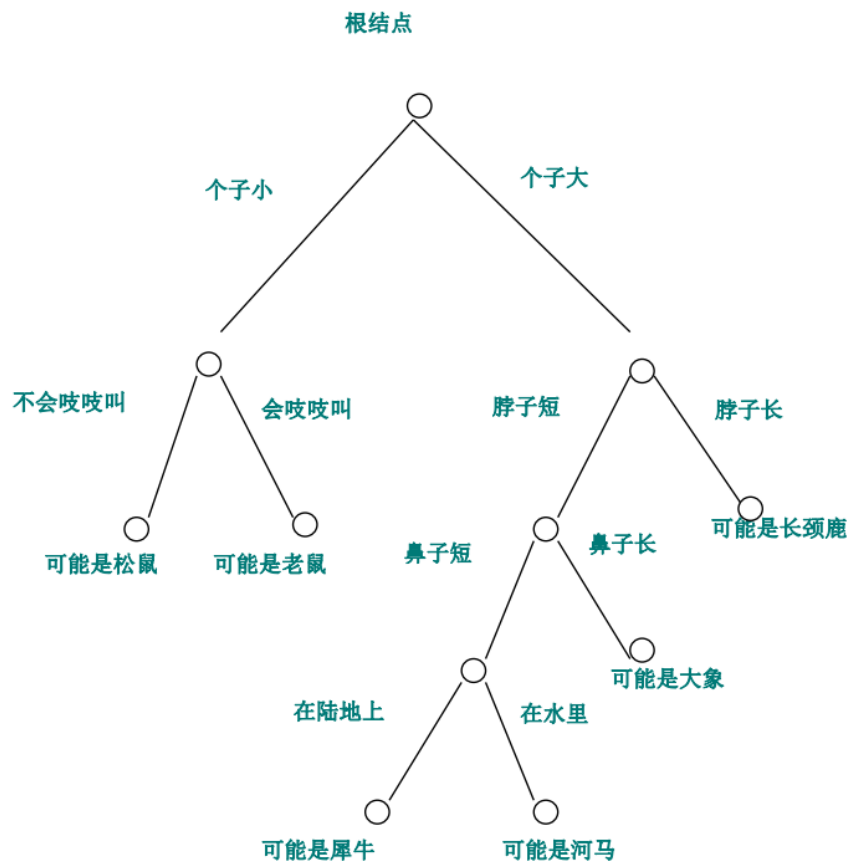 根结点
个子小
个子大
不会吱吱叫
会吱吱叫
脖子短
脖子长
可能是松鼠
可能是老鼠
鼻子短
鼻子长
可能是长颈鹿
可能是大象
在陆地上
在水里
可能是犀牛
可能是河马